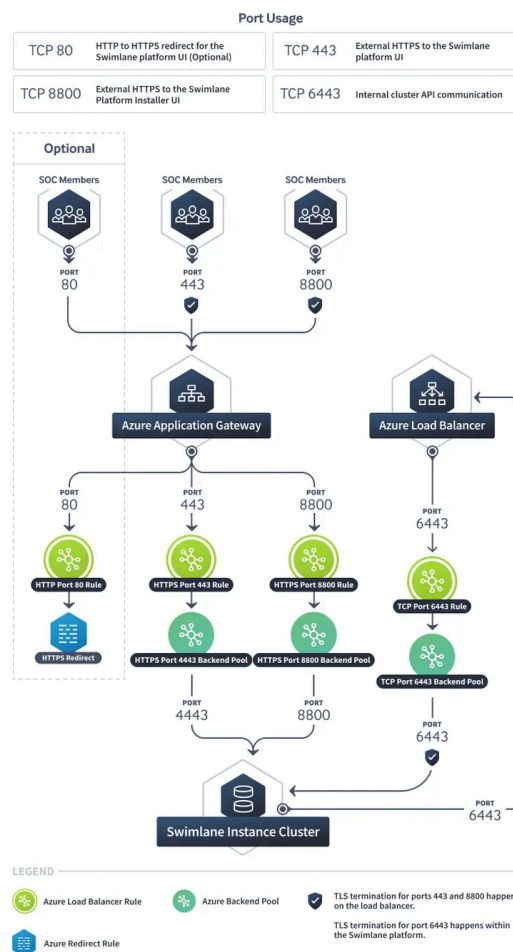 Port Usage
TCP 80
HTTP to HTTPS redirect for the
Swimlane platform UI (Optional)
TCP 443
External HTTPS to the Swimlane
platform UI
TCP 8800
External HTTPS to the Swimlane
Platform Installer UI
TCP 6443
Internal cluster API communication
Optional
SOC Members
SOC Members
SOC Members
PORT
80
PORT
443
PORT
8800
Azure Application Gateway
Azure Load Balancer
PORT
80
PORT
443
PORT
8800
PORT
6443
HTTP Port 80 Rule
HTTPS Port 443 Rule
HTTPS Port 8800 Rule
TCP Port 6443 Rule
HTTPS Redirect
HTTPS Port 4443 Backend Pool
HTTPS Port 8800 Backend Pool
TCP Port 6443 Backend Pool
PORT
4443
PORT
8800
PORT
6443
Swimlane Instance Cluster
PORT
6443
LEGEND
Azure Load Balancer Rule
Azure Backend Pool
TLS termination for ports 443 and 8800 happen
on the load balancer.
Azure Redirect Rule
TLS termination for port 6443 happens within
the Swimlane platform.